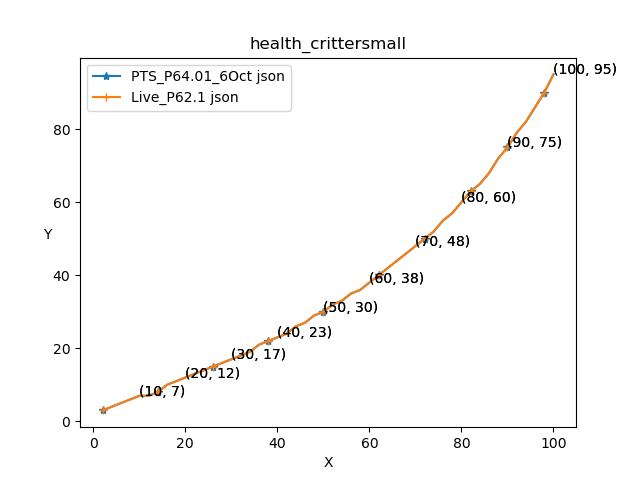 health_crittersmall
PTS_P64.01_6Oct json
Live_P62.1 json
(100, 95)
(90, 75)
(80, 60)
(70, 48)
(60, 38)
(50, 30)
(40, 23)
(30, 17)
(20, 12)
(10, 7)
Y
80
60
40
20
0
0 20 40 60 80 100
X